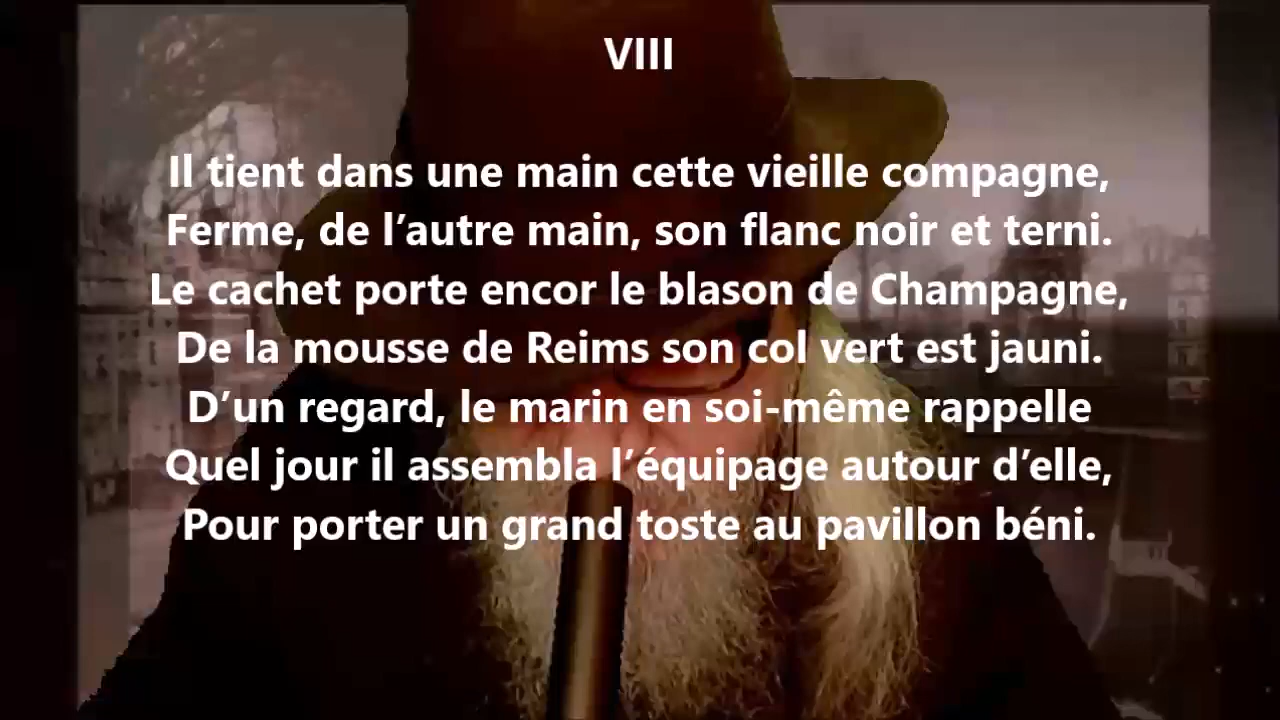 VIII
Il tient dans une main cette vieille compagne,
Ferme, de l’autre main, son flanc noir et terni.
Le cachet porte encor le blason de Champagne,
De la mousse de Reims son col vert est jauni.
D’un regard, le marin en soi-même rappelle
Quel jour il assembla l’équipage autour d’elle,
Pour porter un grand toste au pavillon béni.